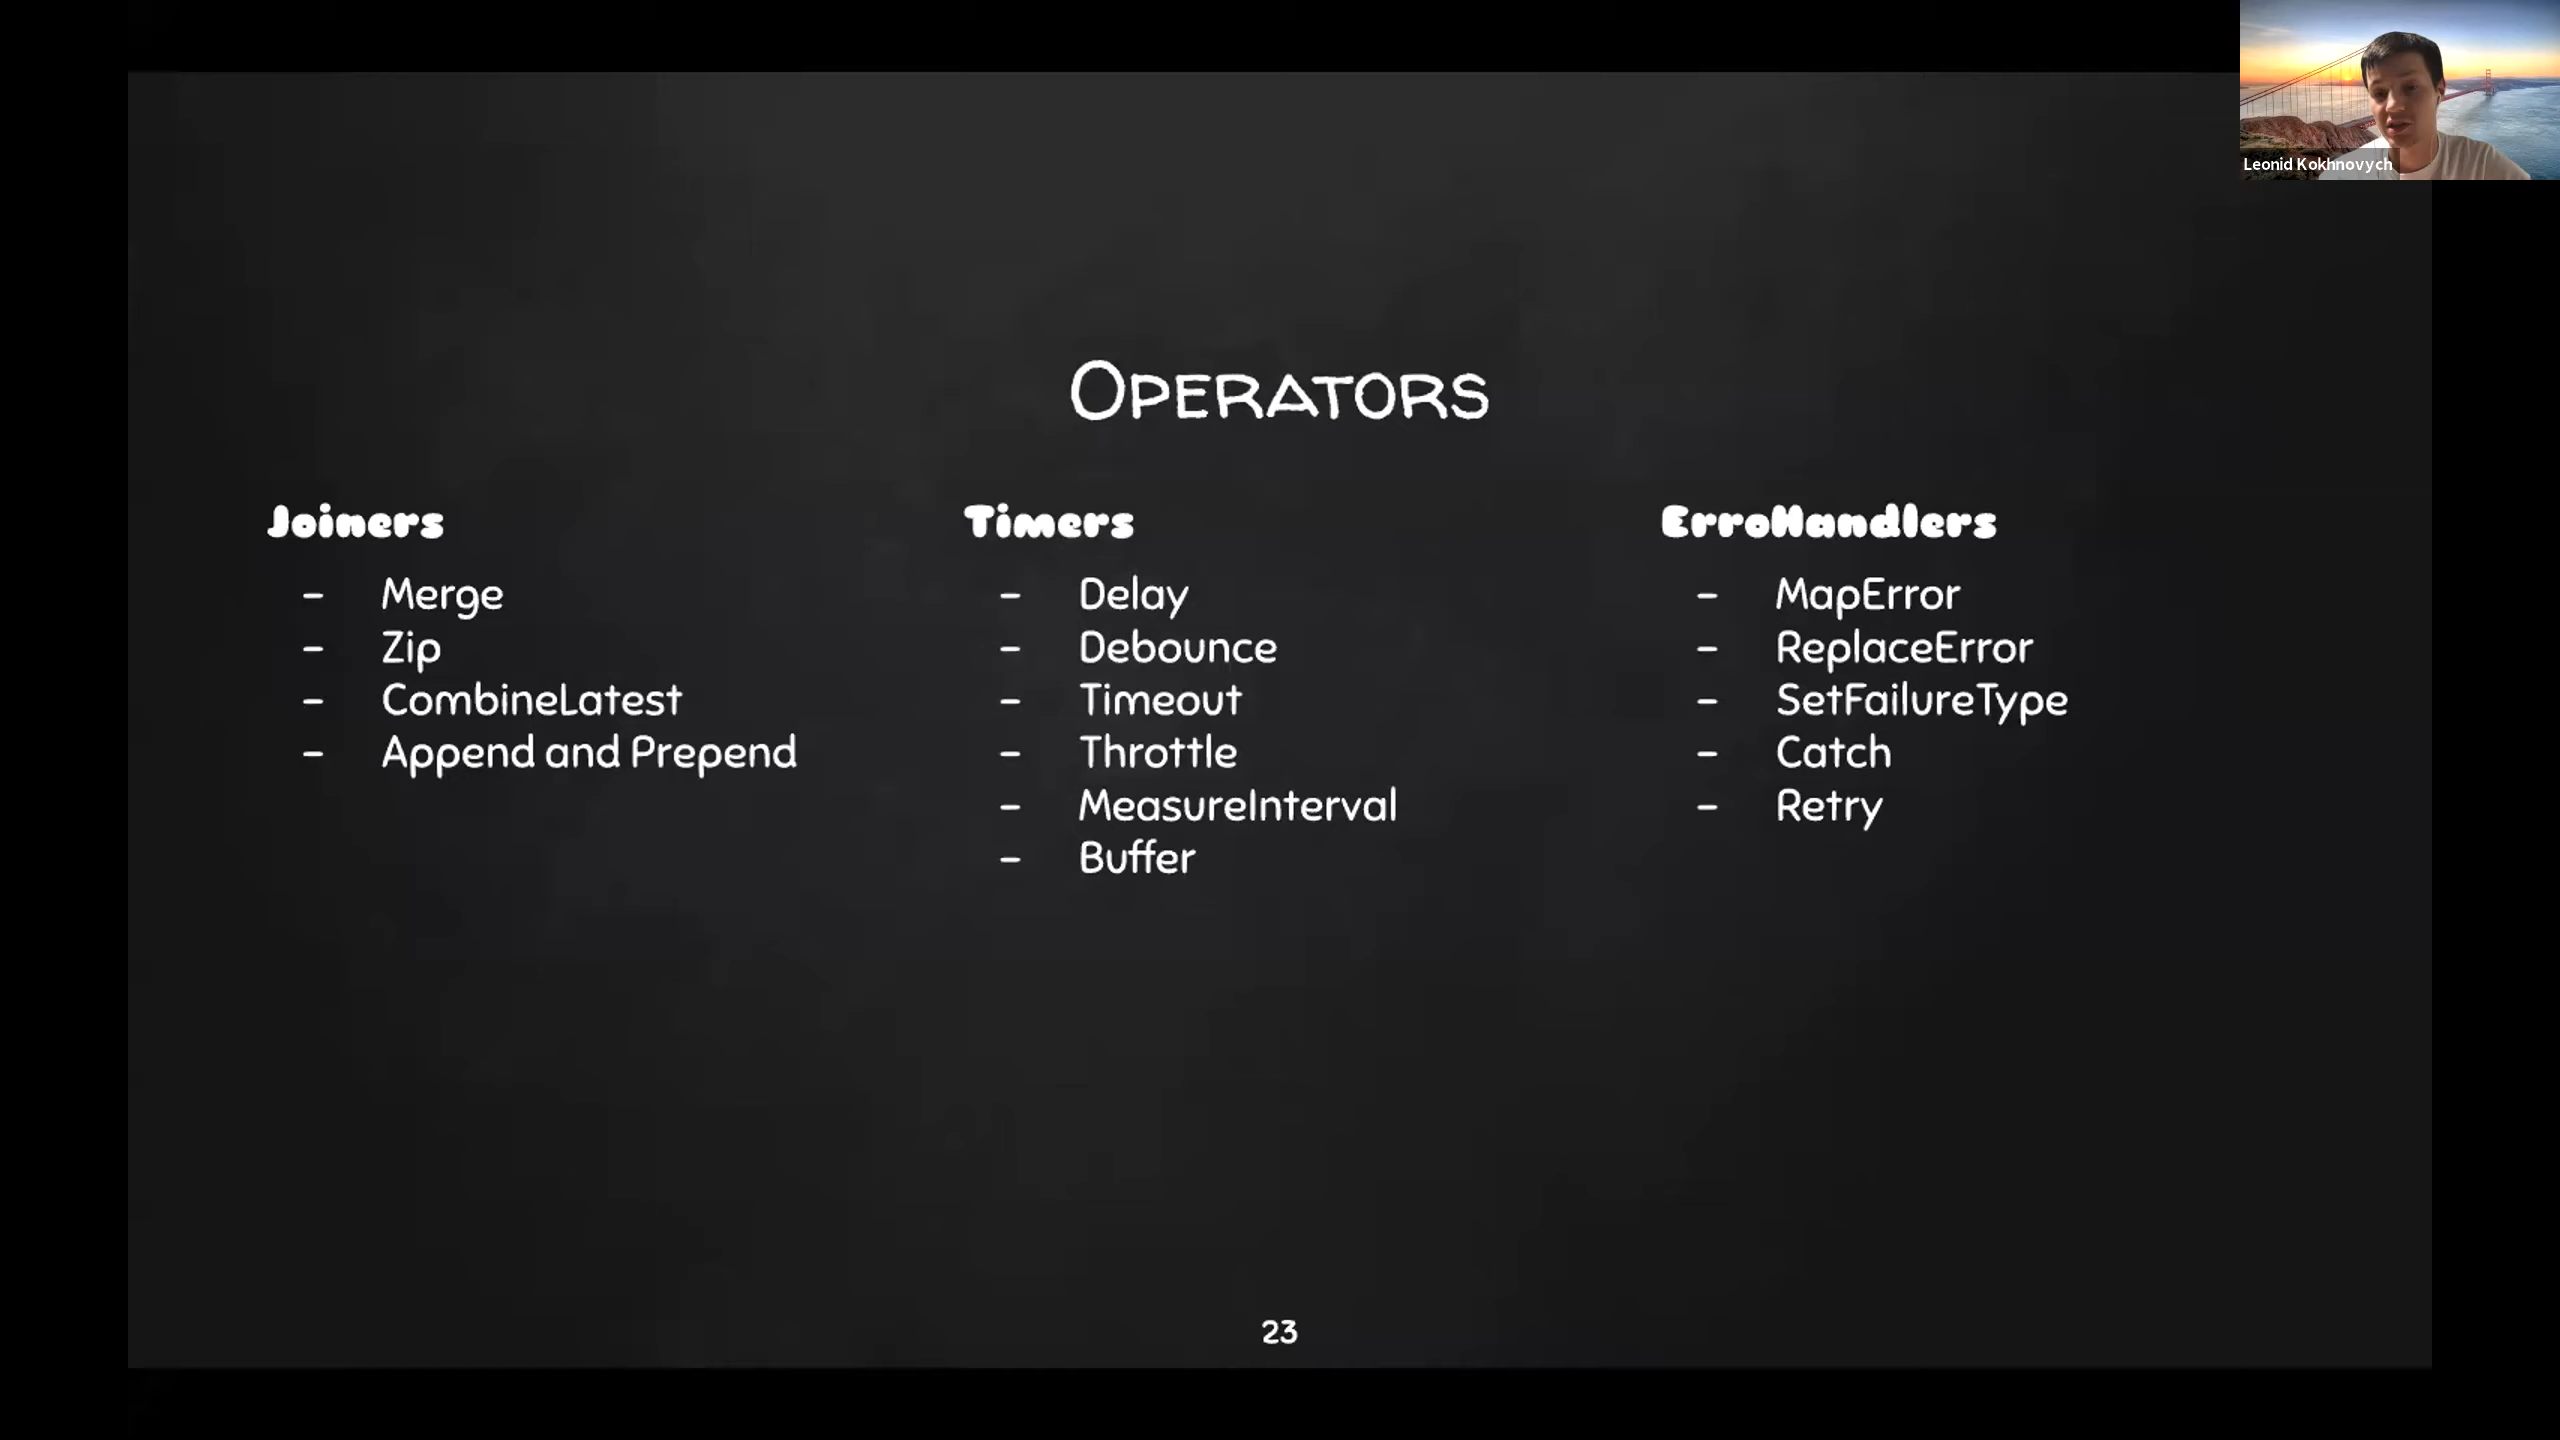 Leonid Kokhnovych
Operators
Joiners
- Merge
- Zip
- CombineLatest
- Append and Prepend
Timers
- Delay
- Debounce
- Timeout
- Throttle
- MeasureInterval
- Buffer
ErroHandlers
- MapError
- ReplaceError
- SetFailureType
- Catch
- Retry
23